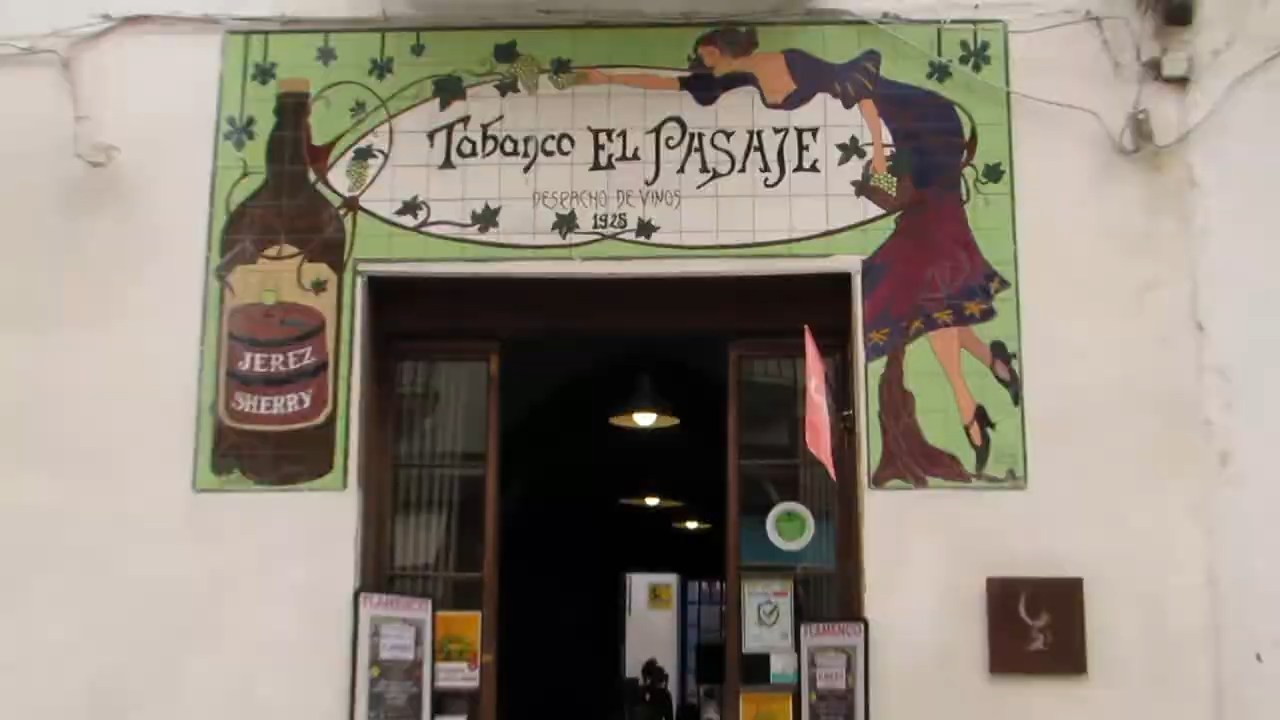 Tabanco EL PASAJE
DESPACHO DE VINOS
1925
JEREZ
SHERRY
FLAMENCO
FLAMENCO